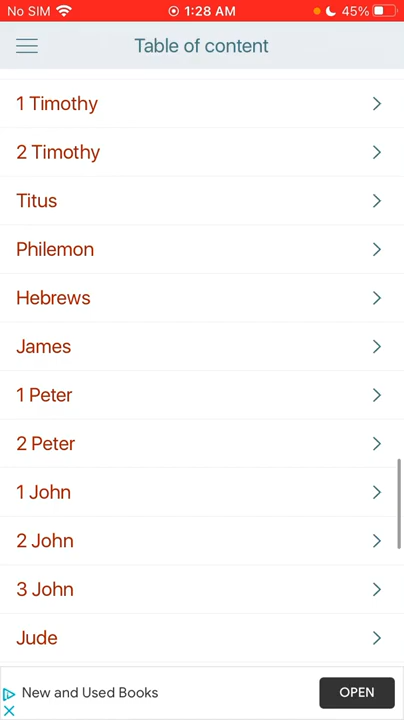 No SIM 1:28 AM 45%
Table of content
1 Timothy
2 Timothy
Titus
Philemon
Hebrews
James
1 Peter
2 Peter
1 John
2 John
3 John
Jude
New and Used Books
OPEN